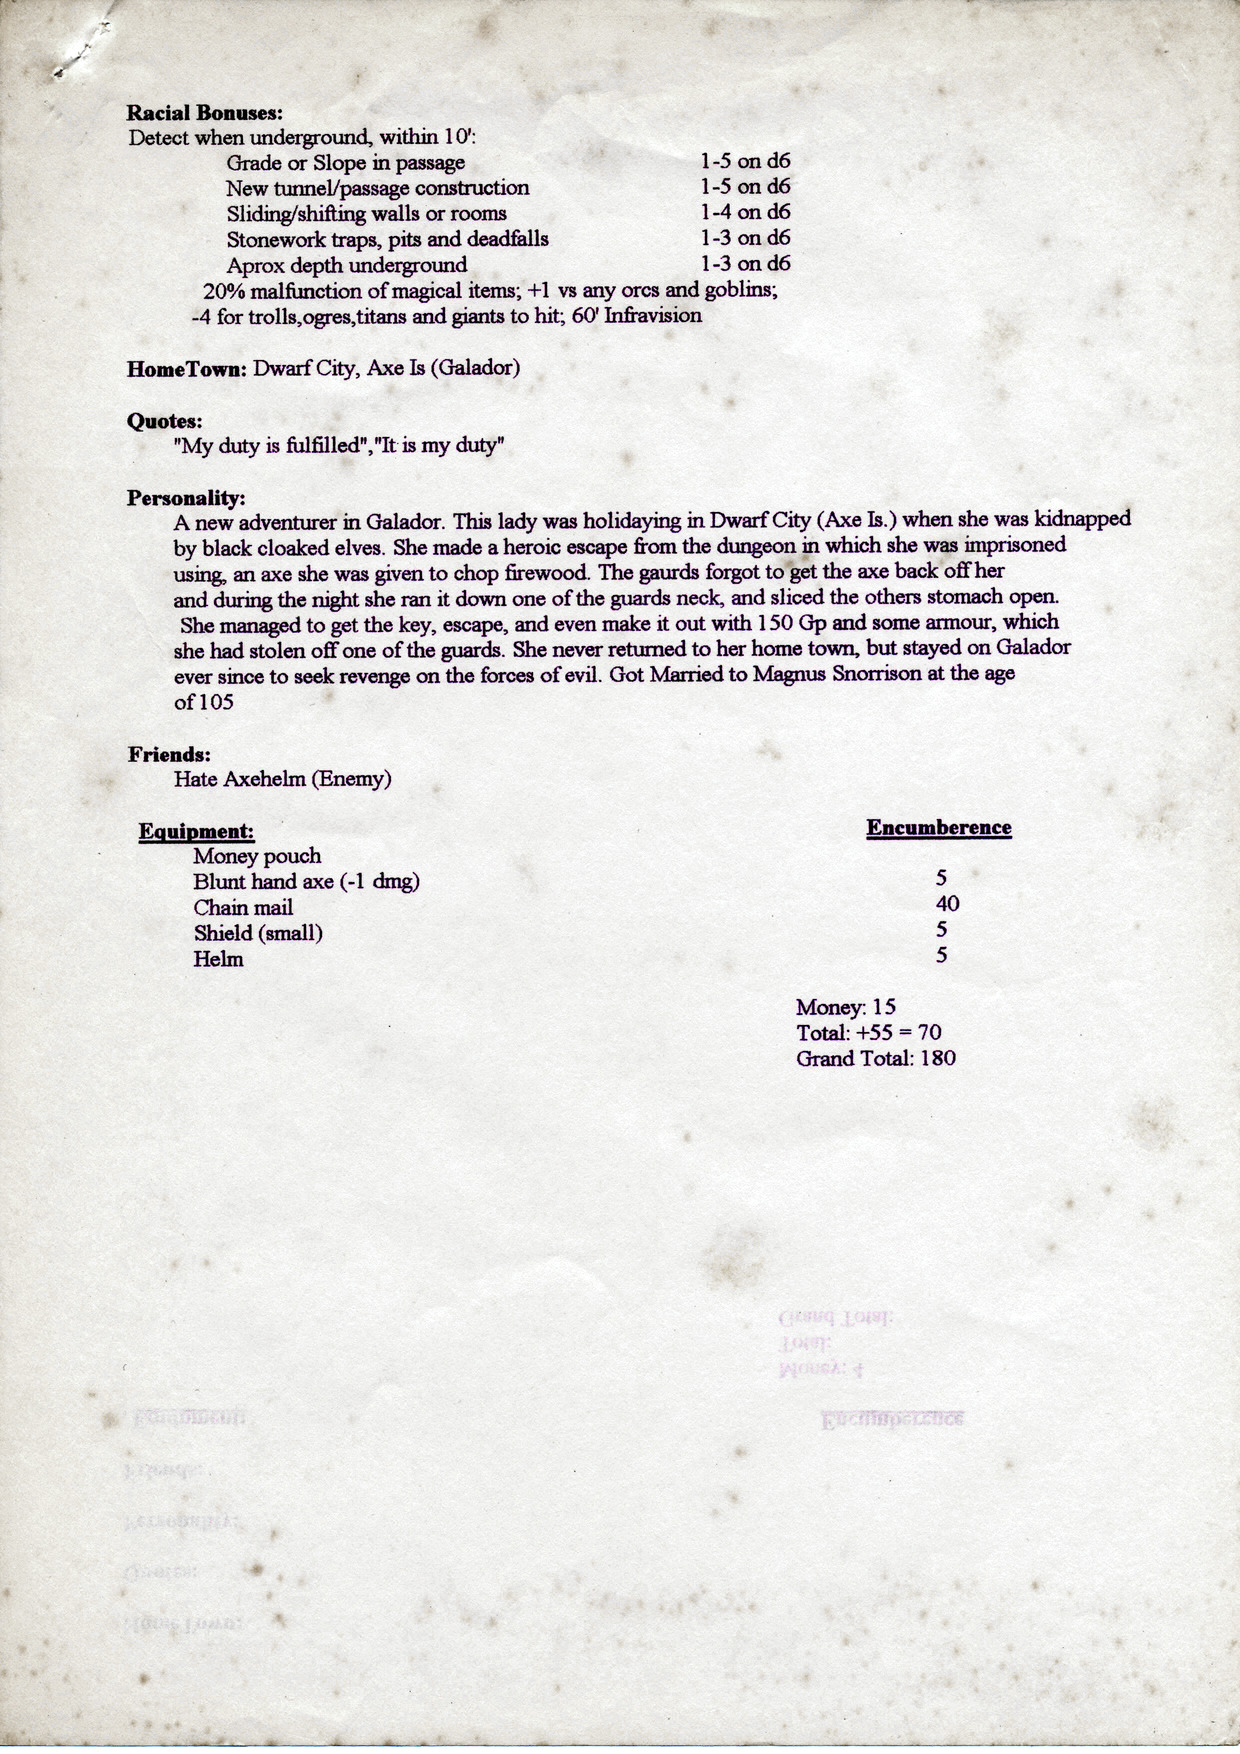 Racial Bonuses:
Detect when underground, within 10':
Grade or Slope in passage 1-5 on d6
New tunnel/passage construction 1-5 on d6
Sliding/shifting walls or rooms 1-4 on d6
Stonework traps, pits and deadfalls 1-3 on d6
Aprox depth underground 1-3 on d6
20% malfunction of magical items; +1 vs any orcs and goblins;
-4 for trolls,ogres,titans and giants to hit; 60' Infravision
HomeTown: Dwarf City, Axe Is (Galador)
Quotes:
"My duty is fulfilled","It is my duty"
Personality:
A new adventurer in Galador. This lady was holidaying in Dwarf City (Axe Is.) when she was kidnapped
by black cloaked elves. She made a heroic escape from the dungeon in which she was imprisoned
using, an axe she was given to chop firewood. The gaurds forgot to get the axe back off her
and during the night she ran it down one of the guards neck, and sliced the others stomach open.
She managed to get the key, escape, and even make it out with 150 Gp and some armour, which
she had stolen off one of the guards. She never returned to her home town, but stayed on Galador
ever since to seek revenge on the forces of evil. Got Married to Magnus Snorrison at the age
of 105
Friends:
Hate Axehelm (Enemy)
Equipment: Encumberence
Money pouch
Blunt hand axe (-1 dmg) 5
Chain mail 40
Shield (small) 5
Helm 5
Money: 15
Total: +55 = 70
Grand Total: 180
Grand Total:
Total:
Money: 4
Equipment: Encumberence
Friends:
Personality:
Quotes:
HomeTown: